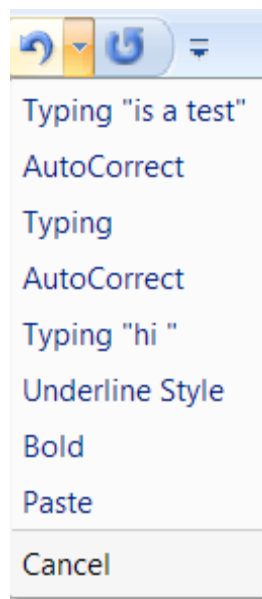 Typing "is a test"
AutoCorrect
Typing
AutoCorrect
Typing "hi "
Underline Style
Bold
Paste
Cancel